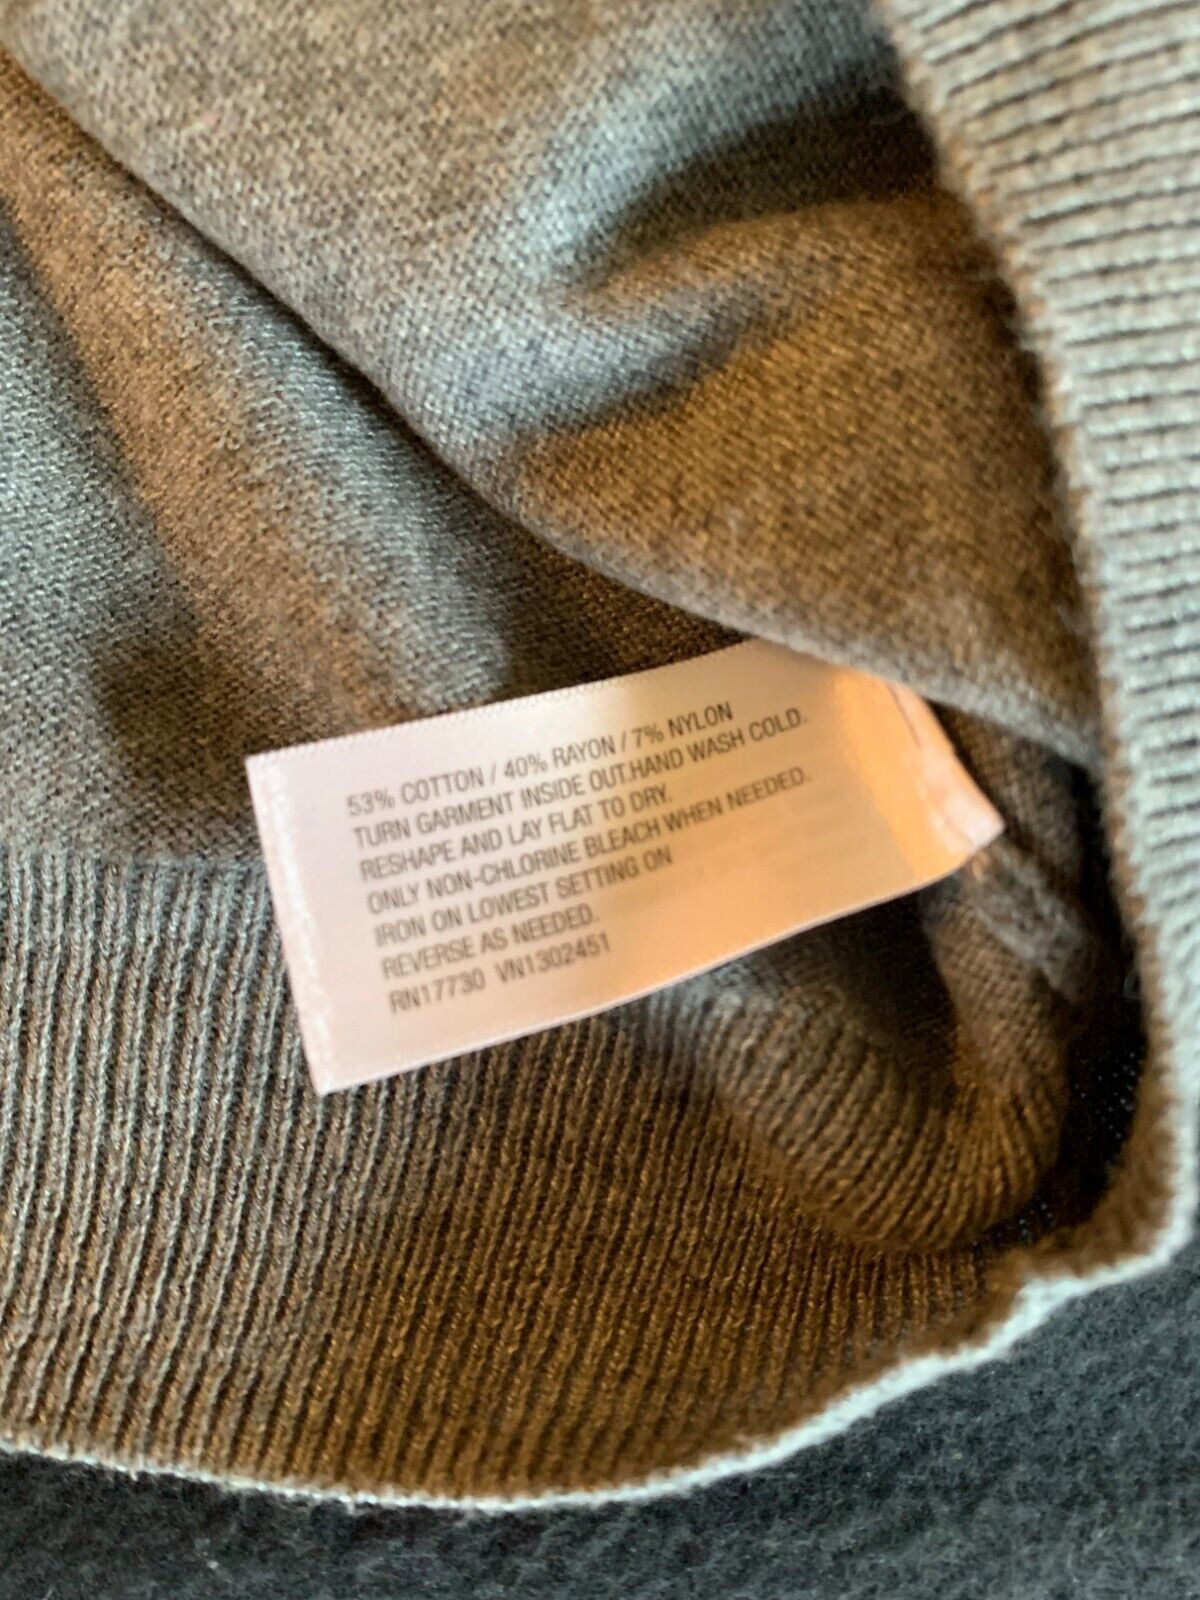 53% COTTON / 40% RAYON / 7% NYLON
TURN GARMENT INSIDE OUT.HAND WASH COLD.
RESHAPE AND LAY FLAT TO DRY.
ONLY NON-CHLORINE BLEACH WHEN NEEDED.
IRON ON LOWEST SETTING ON
REVERSE AS NEEDED.
RN17730 VN1302451